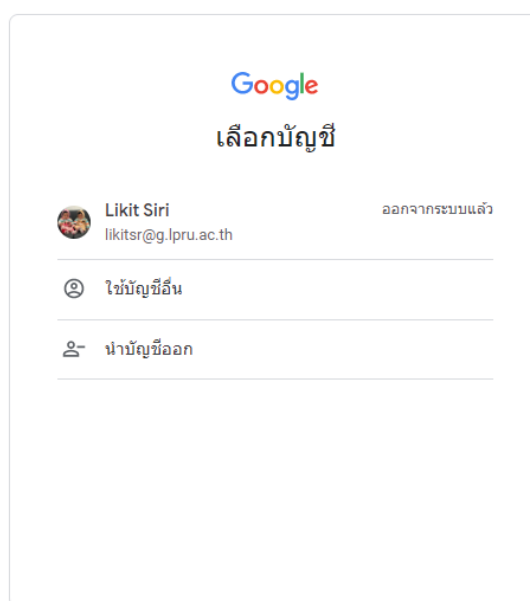 Google
เลือกบัญชี
Likit Siri
ออกจากระบบแล้ว
likitsr@g.lpru.ac.th
ใช้บัญชีอื่น
นำบัญชีออก